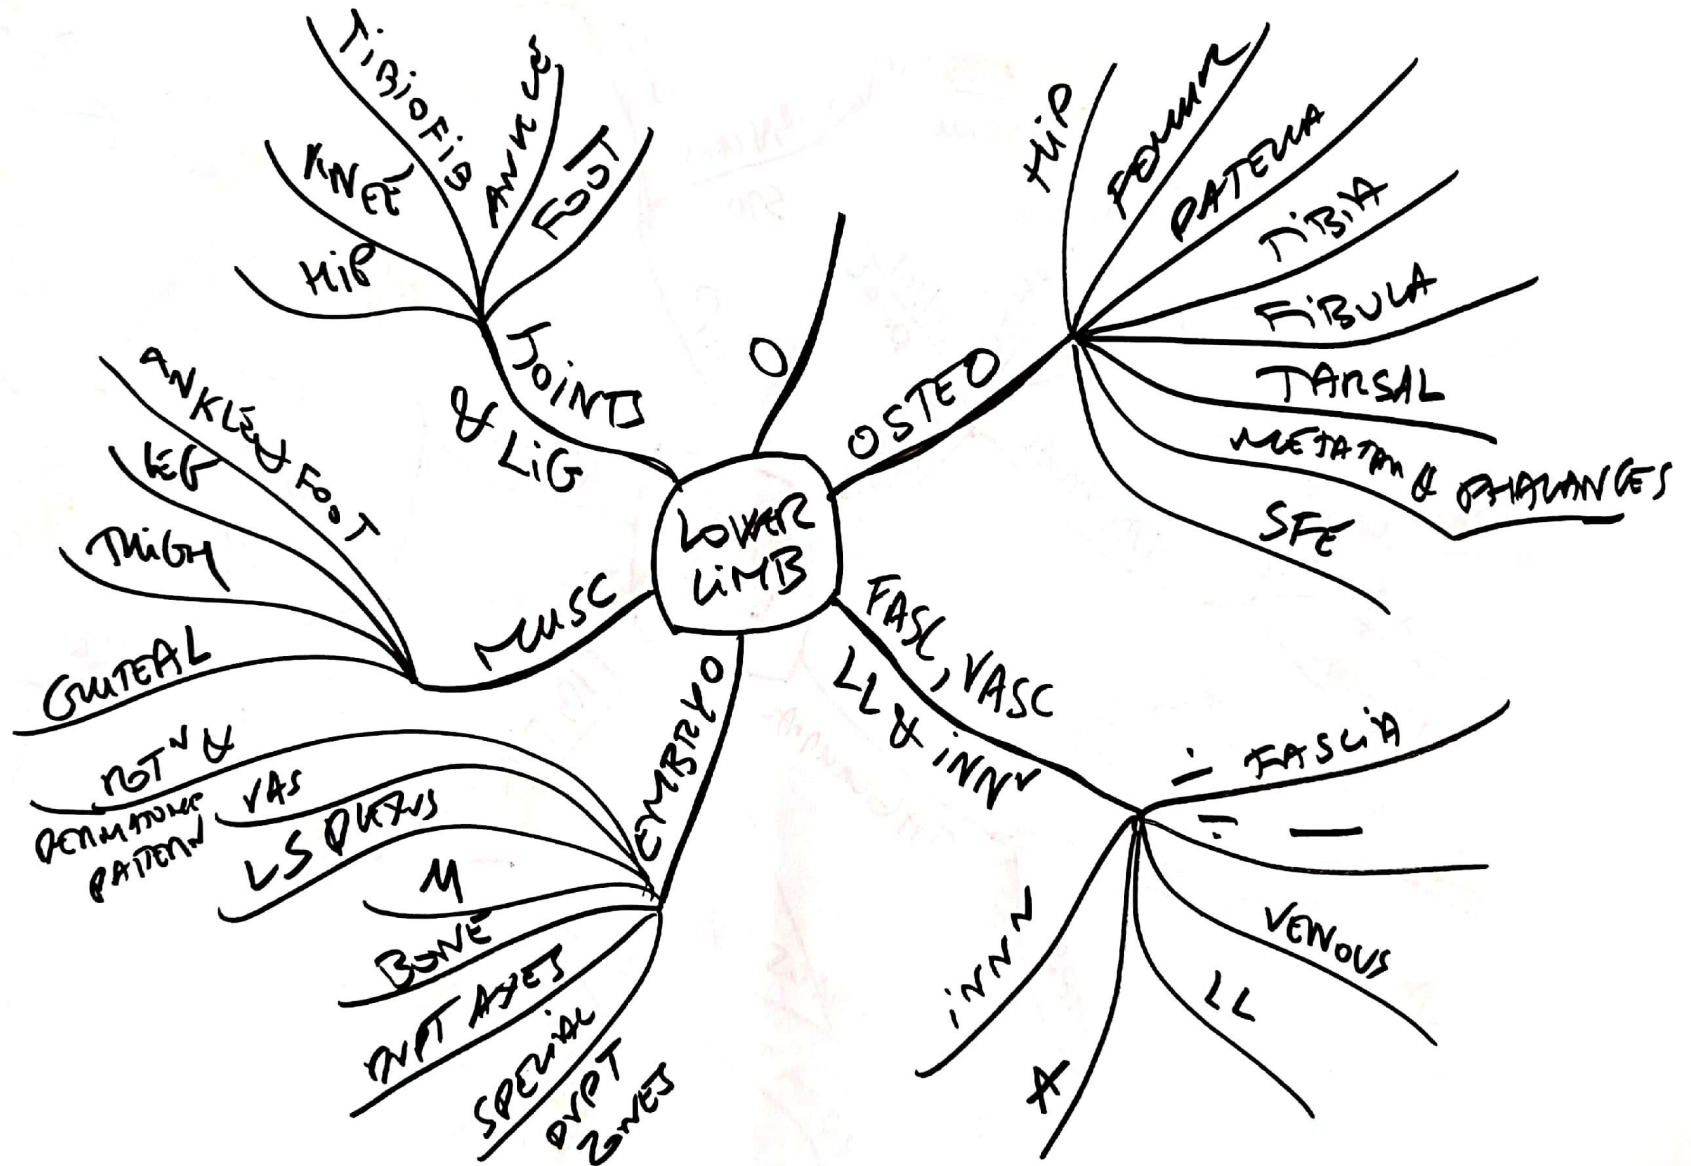 LOWER
LIMB
O
OSTEO
HIP
FEMUR
PATELLA
TIBIA
FIBULA
TARSAL
METATAR & PHALANGES
SFE
FASC, VASC
LL & INNV
÷ FASCIA
÷ —
VENOUS
LL
A
INNN
EMBRYO
ROTN &
DERMATOME
PATTERN
VAS
LS PLEXUS
M
BONE
DVPT AXES
SPECIAL
DVPT
ZONES
MUSC
GLUTEAL
THIGH
LEG
ANKLE & FOOT
JOINTS
& LIG
HIP
KNEE
TIBIOFIB
ANKLE
FOOT